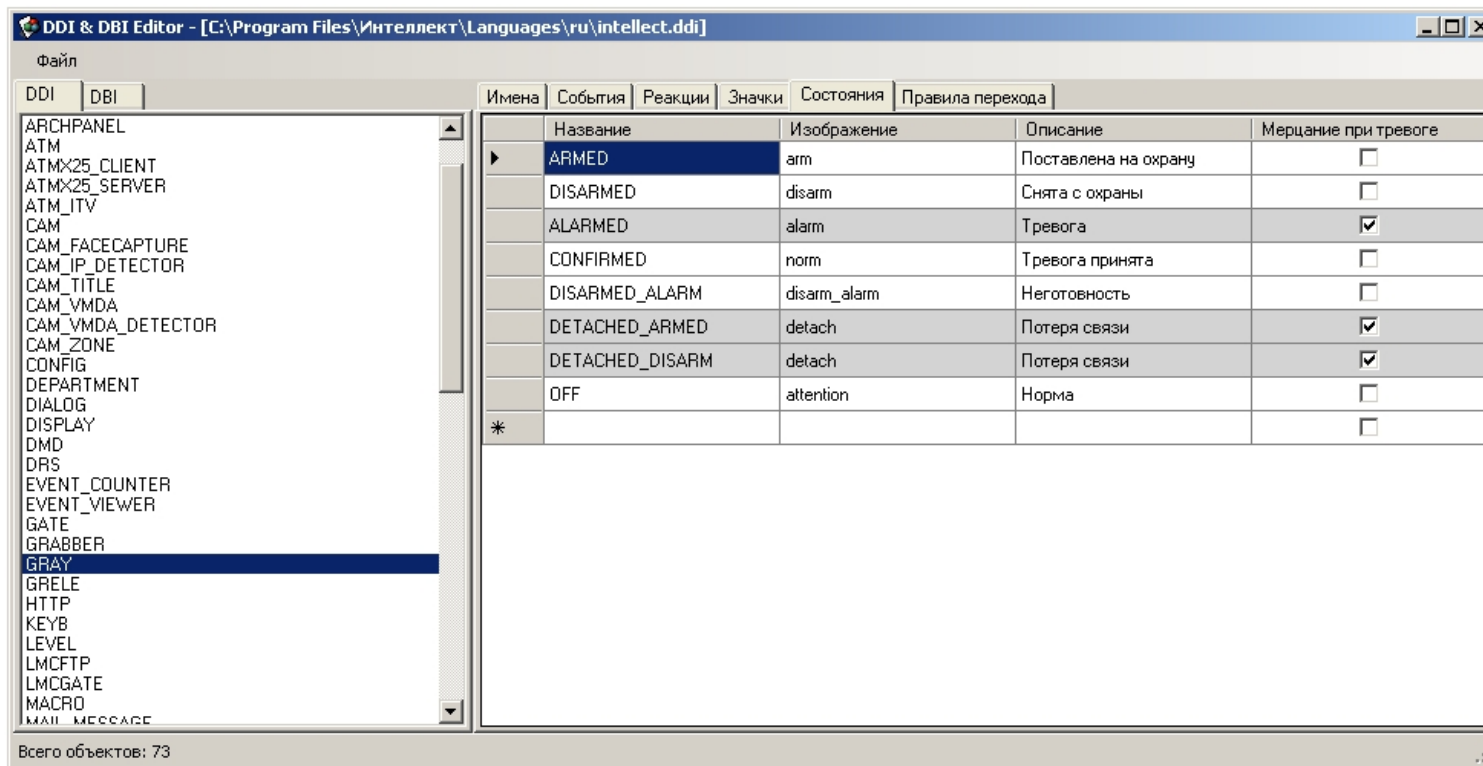 DDI & DBI Editor - [C:\Program Files\Интеллект\Languages\ru\intellect.ddi]
Файл
DDI DBI
ARCHPANEL
ATM
ATMX25_CLIENT
ATMX25_SERVER
ATM_ITV
CAM
CAM_FACECAPTURE
CAM_IP_DETECTOR
CAM_TITLE
CAM_VMDA
CAM_VMDA_DETECTOR
CAM_ZONE
CONFIG
DEPARTMENT
DIALOG
DISPLAY
DMD
DRS
EVENT_COUNTER
EVENT_VIEWER
GATE
GRABBER
GRAY
GRELE
HTTP
KEYB
LEVEL
LMCFTP
LMCGATE
MACRO
MAIL_MESSAGE
Имена События Реакции Значки Состояния Правила перехода
Название Изображение Описание Мерцание при тревоге
ARMED arm Поставлена на охрану
DISARMED disarm Снята с охраны
ALARMED alarm Тревога
CONFIRMED norm Тревога принята
DISARMED_ALARM disarm_alarm Неготовность
DETACHED_ARMED detach Потеря связи
DETACHED_DISARM detach Потеря связи
OFF attention Норма
Всего объектов: 73